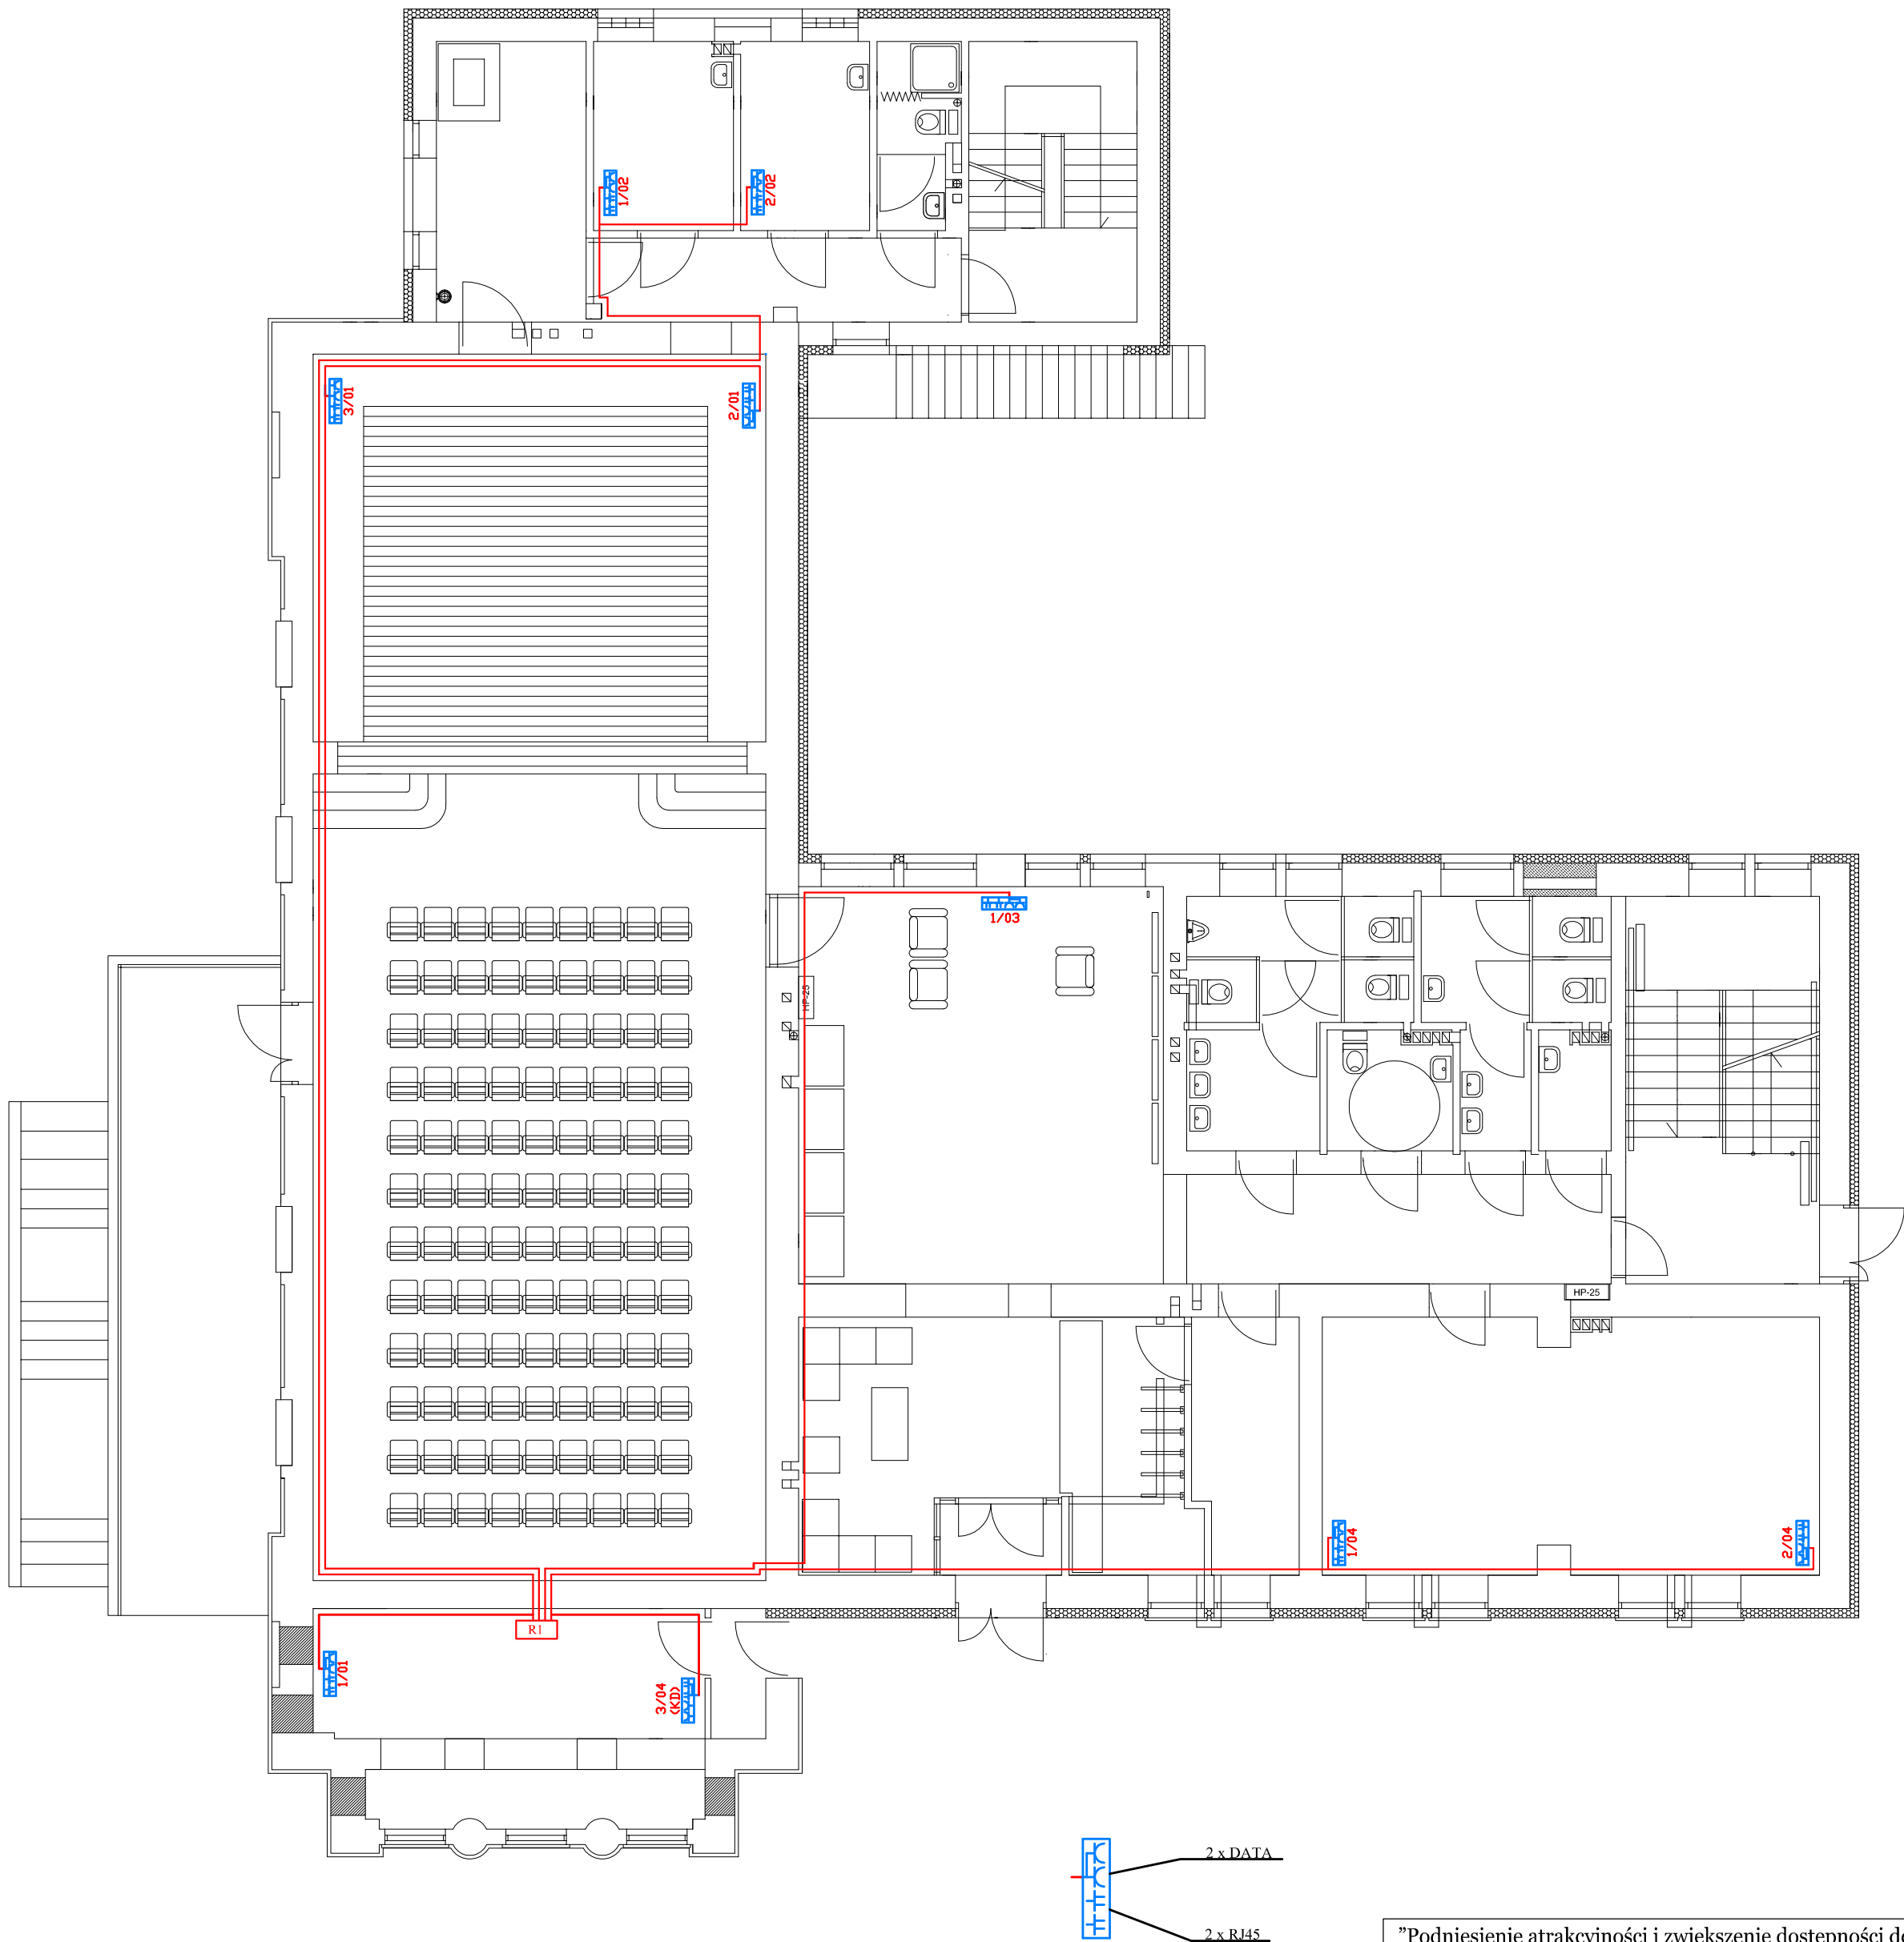 1/02
2/02
3/01
2/01
1/03
HP-25
HP-25
1/04
2/04
R1
1/01
3/04
(KD)
2 x DATA
2 x RJ45
”Podniesienie atrakcyjności i zwiększenie dostępności do